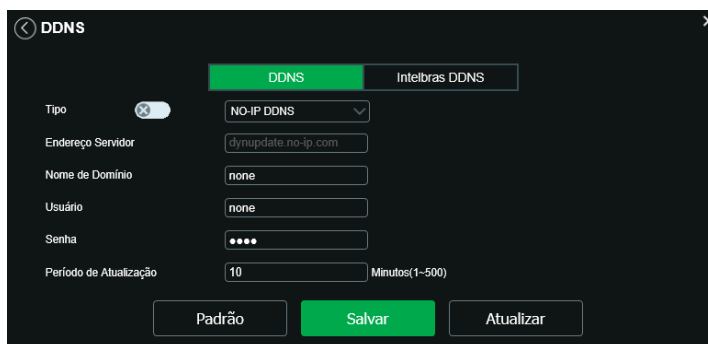 DDNS
DDNS Intelbras DDNS
Tipo NO-IP DDNS
Endereço Servidor dynupdate.no-ip.com
Nome de Domínio none
Usuário none
Senha ••••
Período de Atualização 10 Minutos(1~500)
Padrão Salvar Atualizar